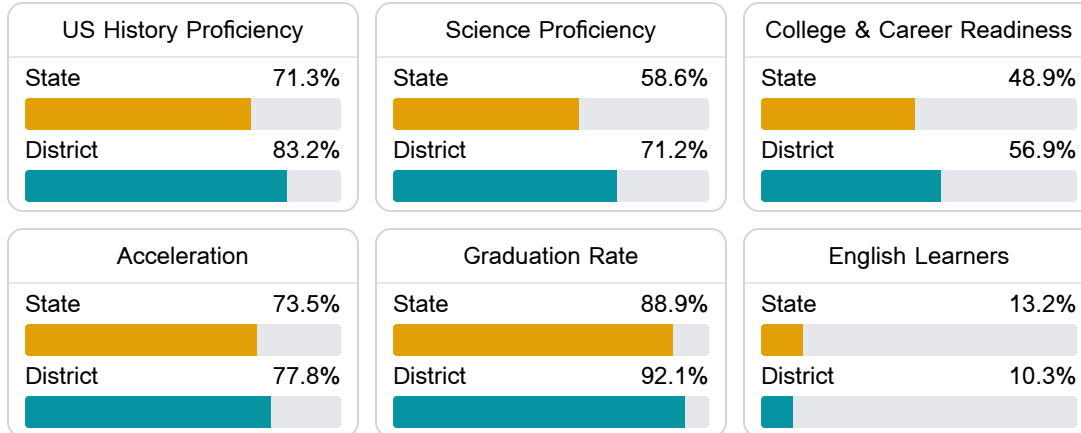 US History Proficiency
State 71.3%
District 83.2%
Science Proficiency
State 58.6%
District 71.2%
College & Career Readiness
State 48.9%
District 56.9%
Acceleration
State 73.5%
District 77.8%
Graduation Rate
State 88.9%
District 92.1%
English Learners
State 13.2%
District 10.3%